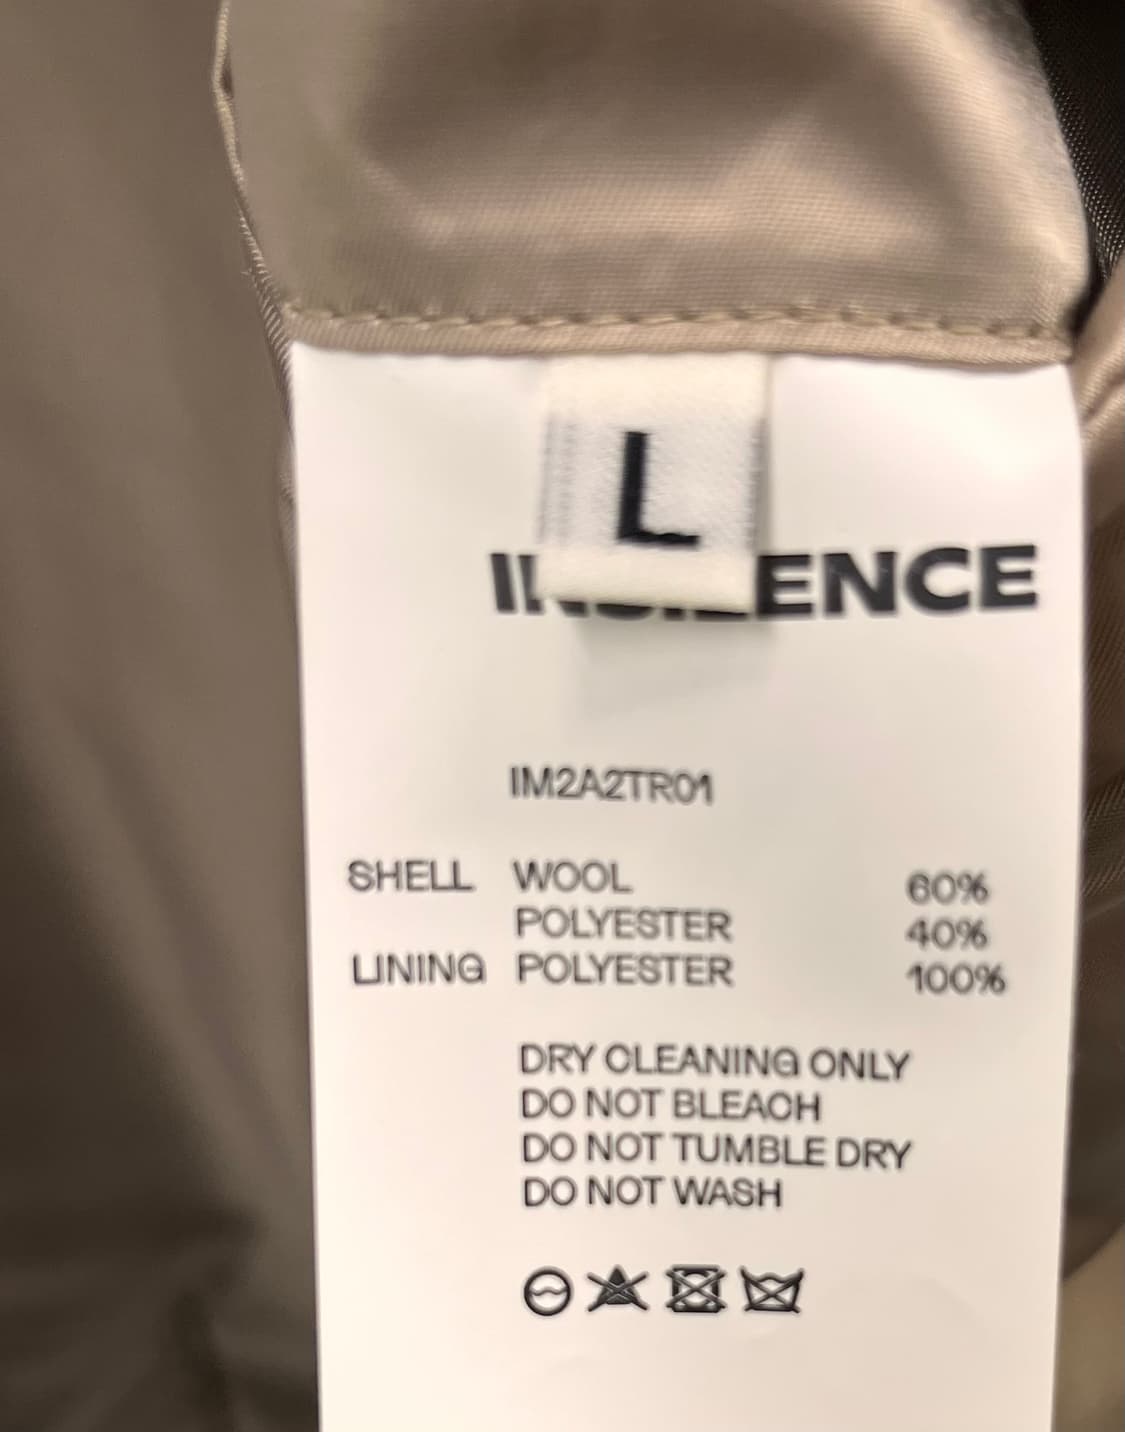 L
ENCE
IM2A2TR01
SHELL WOOL 60%
POLYESTER 40%
LINING POLYESTER 100%
DRY CLEANING ONLY
DO NOT BLEACH
DO NOT TUMBLE DRY
DO NOT WASH